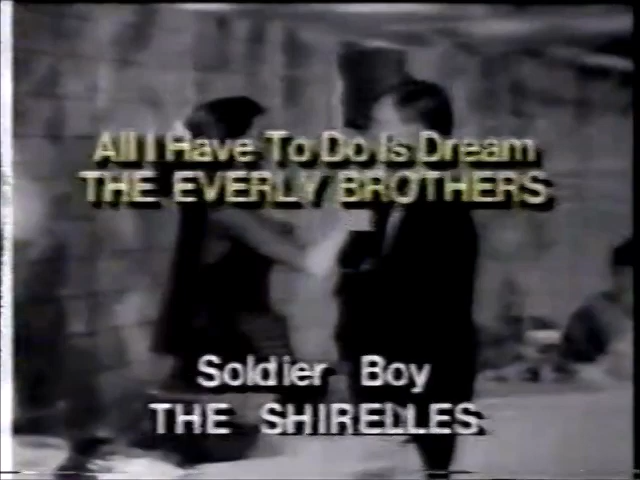 All I Have To Do Is Dream
THE EVERLY BROTHERS
Soldier Boy
THE SHIRELLES